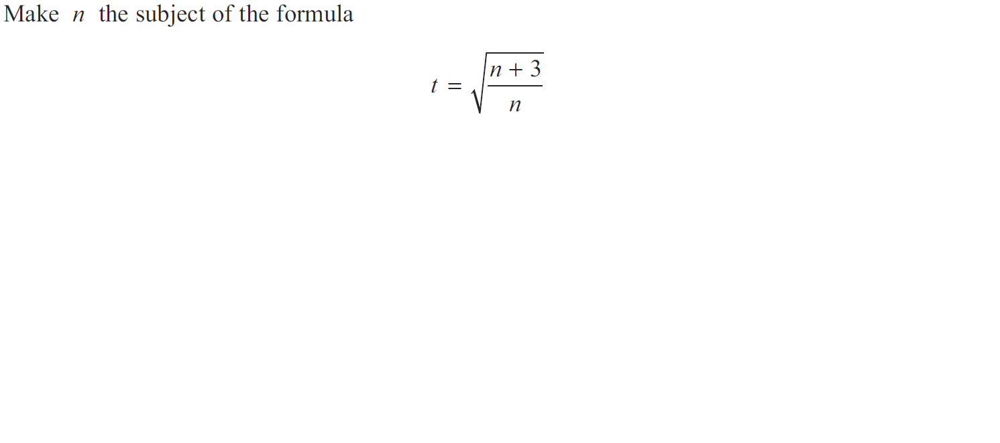 Make n the subject of the formula
t = √((n + 3)/n)